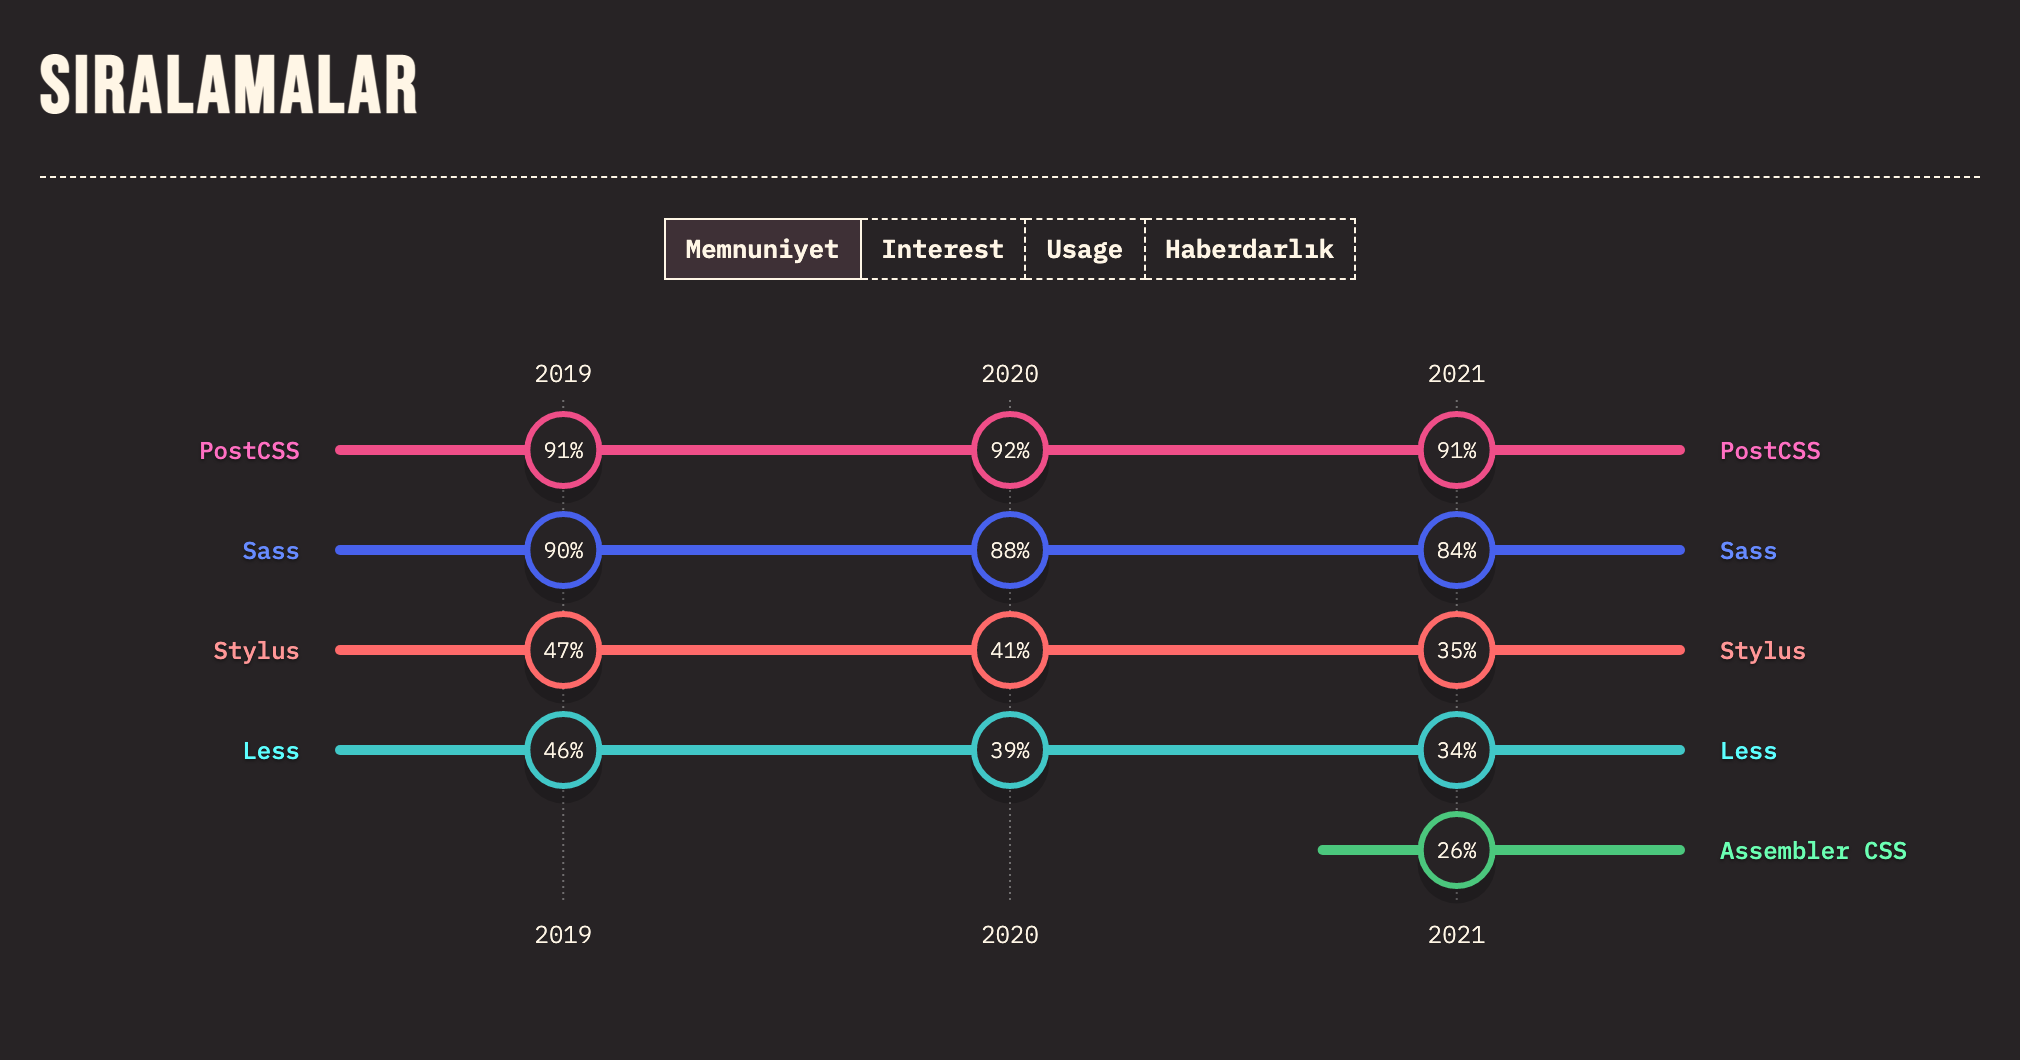 SIRALAMALAR
Memnuniyet Interest Usage Haberdarlık
2019 2020 2021
PostCSS 91% 92% 91% PostCSS
Sass 90% 88% 84% Sass
Stylus 47% 41% 35% Stylus
Less 46% 39% 34% Less
26% Assembler CSS
2019 2020 2021